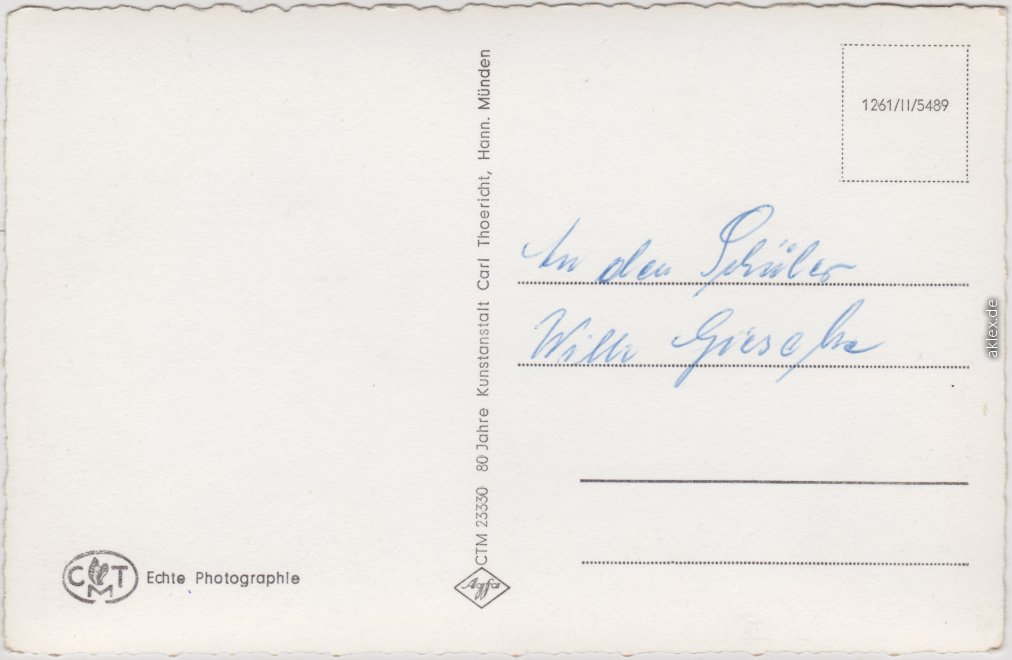 1261/II/5489
An den Schüler
Willi Giesecke
CTM 23330 80 Jahre Kunstanstalt Carl Thoericht, Hann. Münden
Agfa
CMT
Echte Photographie
aklex.de